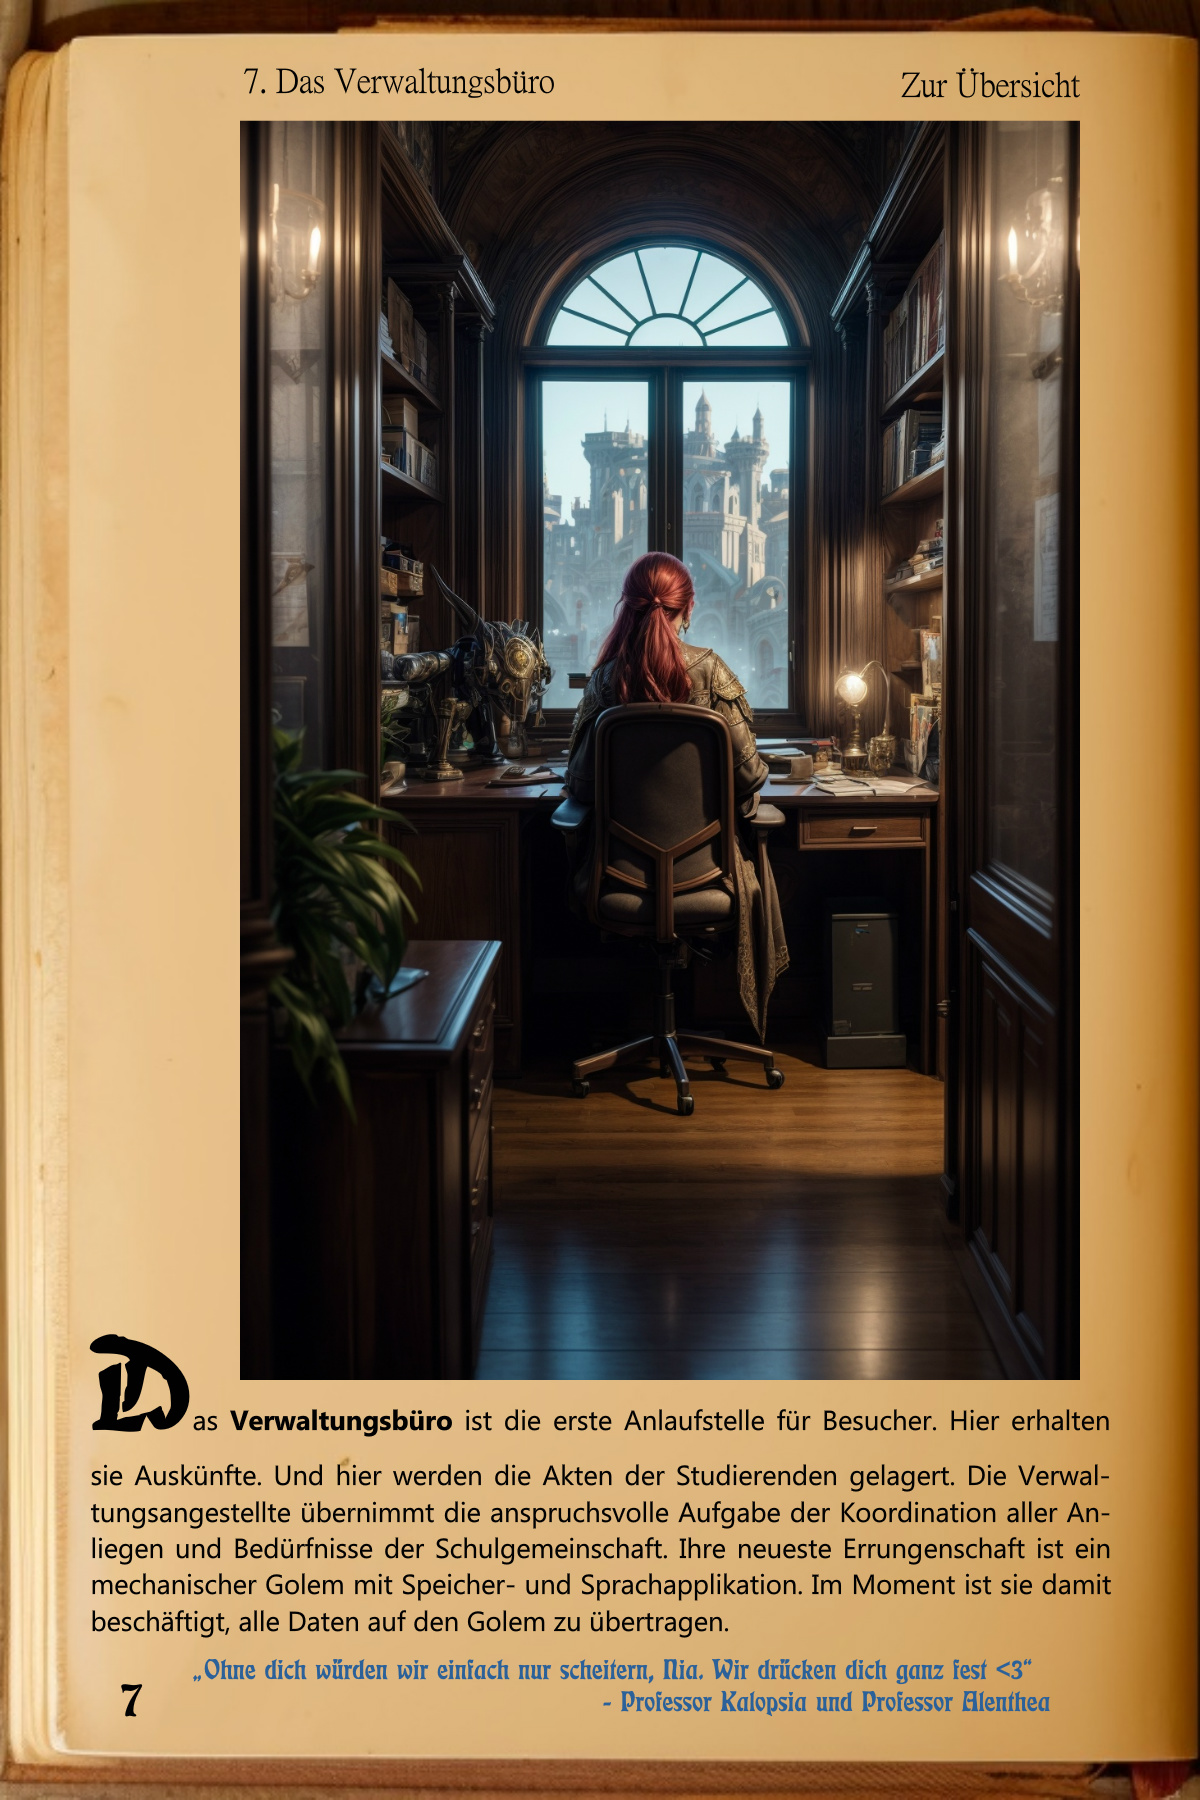 7. Das Verwaltungsbüro
Zur Übersicht
Das Verwaltungsbüro ist die erste Anlaufstelle für Besucher. Hier erhalten
sie Auskünfte. Und hier werden die Akten der Studierenden gelagert. Die Verwal-
tungsangestellte übernimmt die anspruchsvolle Aufgabe der Koordination aller An-
liegen und Bedürfnisse der Schulgemeinschaft. Ihre neueste Errungenschaft ist ein
mechanischer Golem mit Speicher- und Sprachapplikation. Im Moment ist sie damit
beschäftigt, alle Daten auf den Golem zu übertragen.
„Ohne dich würden wir einfach nur scheitern, Nia. Wir drücken dich ganz fest <3“
- Professor Kalopsia und Professor Alenthea
7